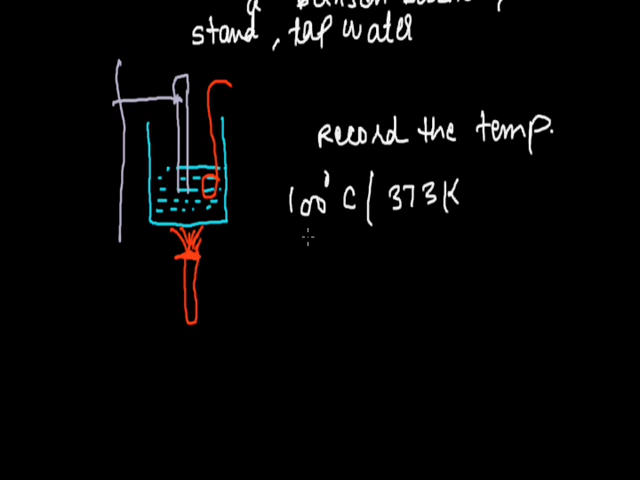 stand, tap water
Record the temp.
100° C / 373K